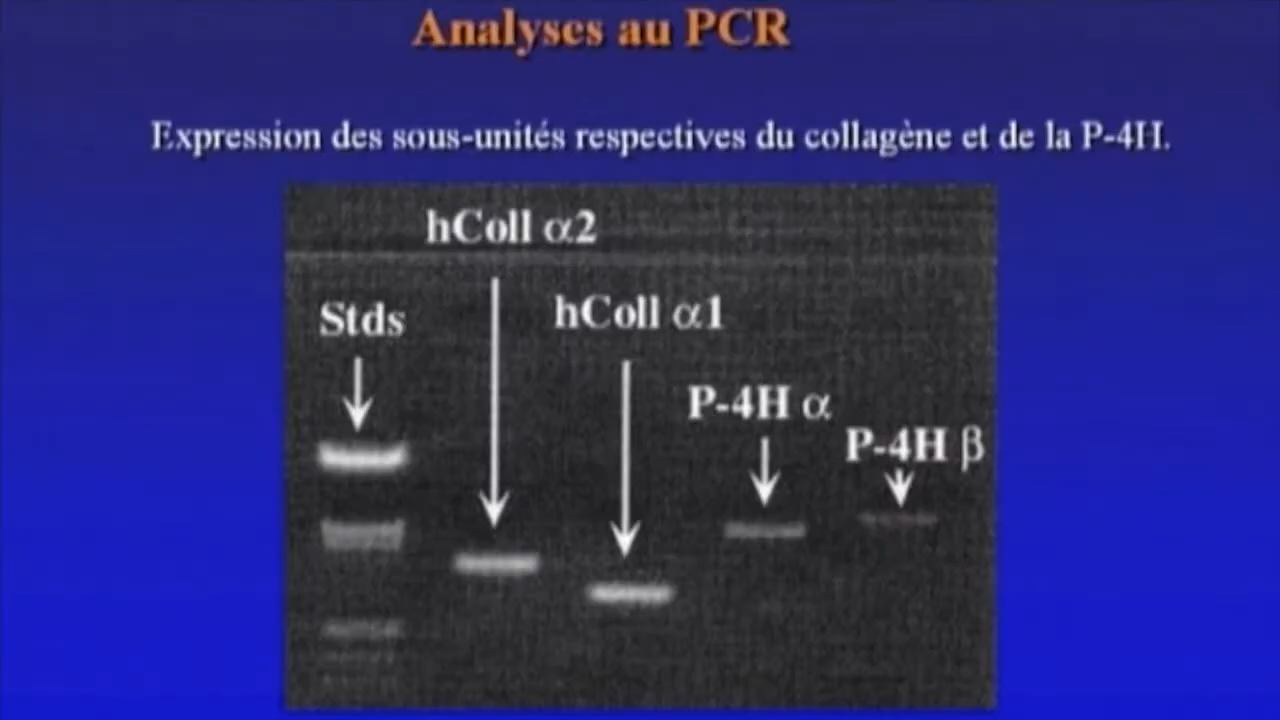 Analyses au PCR
Expression des sous-unités respectives du collagène et de la P-4H.
hColl α2
hColl α1
Stds
P-4H α
P-4H β